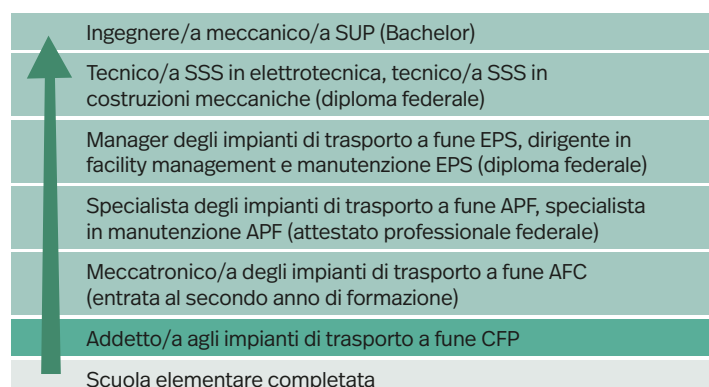 Ingegnere/a meccanico/a SUP (Bachelor)
Tecnico/a SSS in elettrotecnica, tecnico/a SSS in
costruzioni meccaniche (diploma federale)
Manager degli impianti di trasporto a fune EPS, dirigente in
facility management e manutenzione EPS (diploma federale)
Specialista degli impianti di trasporto a fune APF, specialista
in manutenzione APF (attestato professionale federale)
Meccatronico/a degli impianti di trasporto a fune AFC
(entrata al secondo anno di formazione)
Addetto/a agli impianti di trasporto a fune CFP
Scuola elementare completata